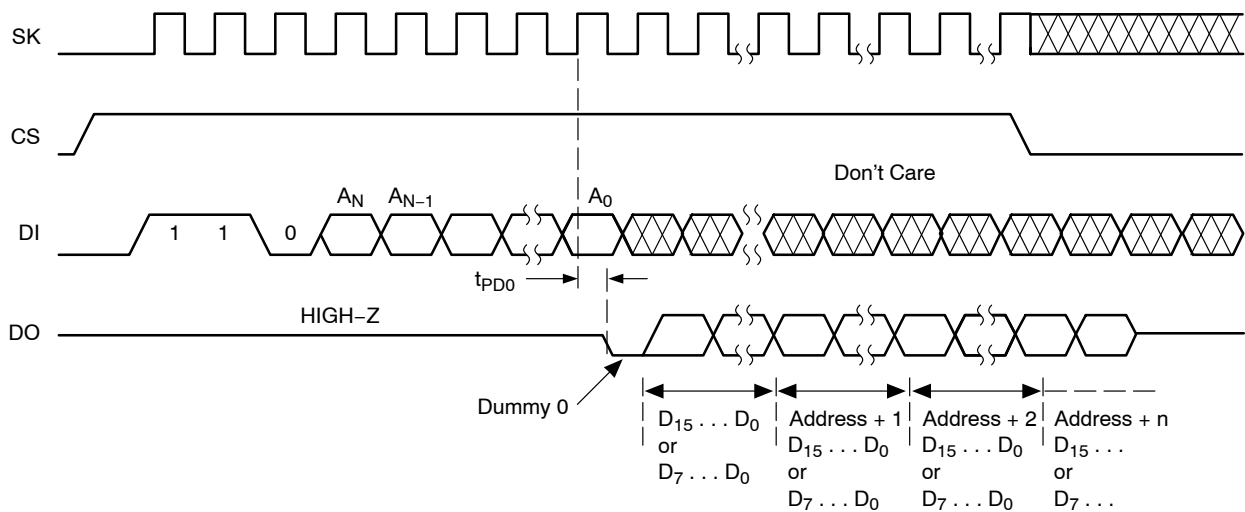 SK
CS
Don't Care
A_N A_N−1 A_0
DI 1 1 0
t_PD0
HIGH−Z
DO
Dummy 0
D_15 . . . D_0
or
D_7 . . . D_0
Address + 1
D_15 . . . D_0
or
D_7 . . . D_0
Address + 2
D_15 . . . D_0
or
D_7 . . . D_0
Address + n
D_15 . . .
or
D_7 . . .